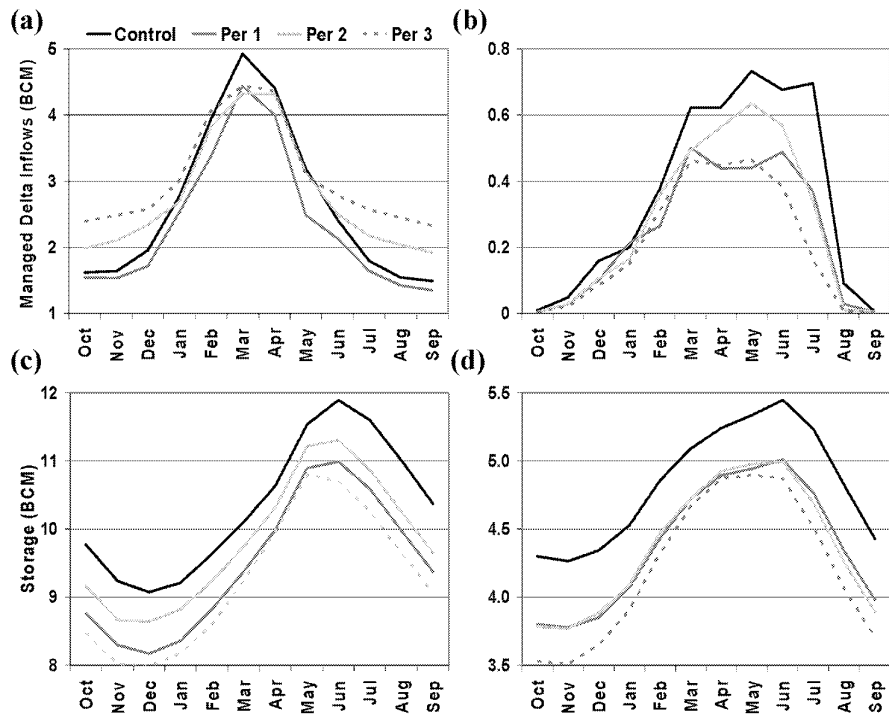 (a)
Control
Per 1
Per 2
Per 3
Managed Delta Inflows (BCM)
5
4
3
2
1
Oct Nov Dec Jan Feb Mar Apr May Jun Jul Aug Sep
(b)
0.8
0.6
0.4
0.2
0
Oct Nov Dec Jan Feb Mar Apr May Jun Jul Aug Sep
(c)
Storage (BCM)
12
11
10
9
8
Oct Nov Dec Jan Feb Mar Apr May Jun Jul Aug Sep
(d)
5.5
5.0
4.5
4.0
3.5
Oct Nov Dec Jan Feb Mar Apr May Jun Jul Aug Sep